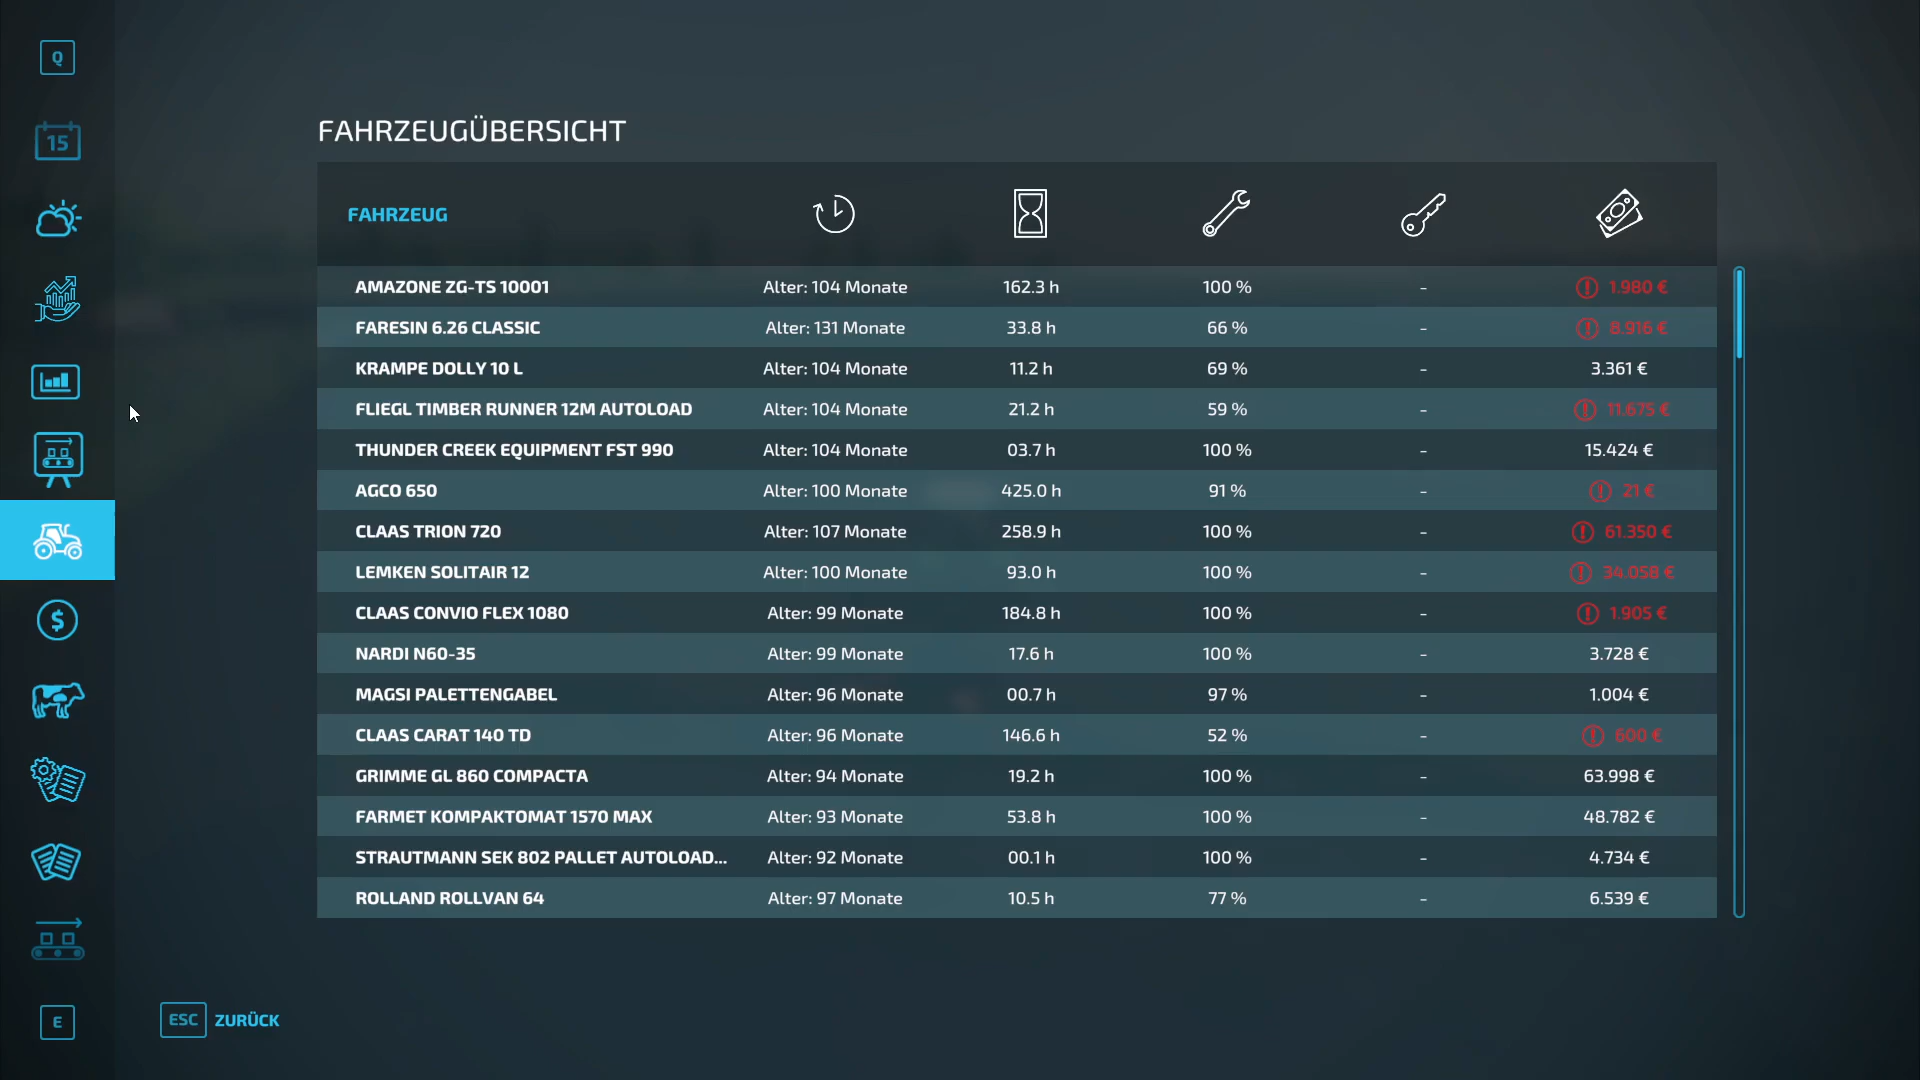 Q
15
FAHRZEUGÜBERSICHT
FAHRZEUG
AMAZONE ZG-TS 10001 Alter: 104 Monate 162.3 h 100 % - 1.980 €
FARESIN 6.26 CLASSIC Alter: 131 Monate 33.8 h 66 % - 8.916 €
KRAMPE DOLLY 10 L Alter: 104 Monate 11.2 h 69 % - 3.361 €
FLIEGL TIMBER RUNNER 12M AUTOLOAD Alter: 104 Monate 21.2 h 59 % - 11.675 €
THUNDER CREEK EQUIPMENT FST 990 Alter: 104 Monate 03.7 h 100 % - 15.424 €
AGCO 650 Alter: 100 Monate 425.0 h 91 % - 21 €
CLAAS TRION 720 Alter: 107 Monate 258.9 h 100 % - 61.350 €
LEMKEN SOLITAIR 12 Alter: 100 Monate 93.0 h 100 % - 34.058 €
CLAAS CONVIO FLEX 1080 Alter: 99 Monate 184.8 h 100 % - 1.905 €
NARDI N60-35 Alter: 99 Monate 17.6 h 100 % - 3.728 €
MAGSI PALETTENGABEL Alter: 96 Monate 00.7 h 97 % - 1.004 €
CLAAS CARAT 140 TD Alter: 96 Monate 146.6 h 52 % - 600 €
GRIMME GL 860 COMPACTA Alter: 94 Monate 19.2 h 100 % - 63.998 €
FARMET KOMPAKTOMAT 1570 MAX Alter: 93 Monate 53.8 h 100 % - 48.782 €
STRAUTMANN SEK 802 PALLET AUTOLOAD... Alter: 92 Monate 00.1 h 100 % - 4.734 €
ROLLAND ROLLVAN 64 Alter: 97 Monate 10.5 h 77 % - 6.539 €
E
ESC ZURÜCK